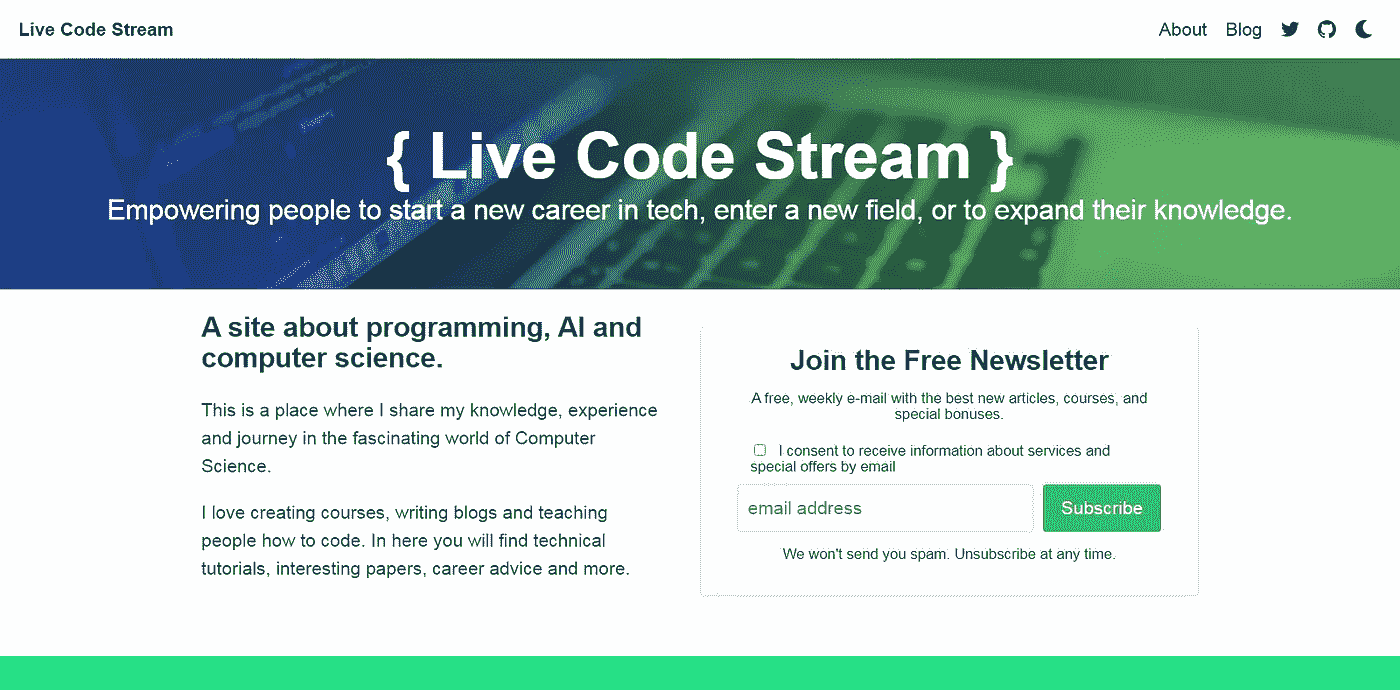 Live Code Stream
About Blog
{ Live Code Stream }
Empowering people to start a new career in tech, enter a new field, or to expand their knowledge.
A site about programming, AI and
computer science.
This is a place where I share my knowledge, experience
and journey in the fascinating world of Computer
Science.
I love creating courses, writing blogs and teaching
people how to code. In here you will find technical
tutorials, interesting papers, career advice and more.
Join the Free Newsletter
A free, weekly e-mail with the best new articles, courses, and
special bonuses.
I consent to receive information about services and
special offers by email
email address
Subscribe
We won't send you spam. Unsubscribe at any time.